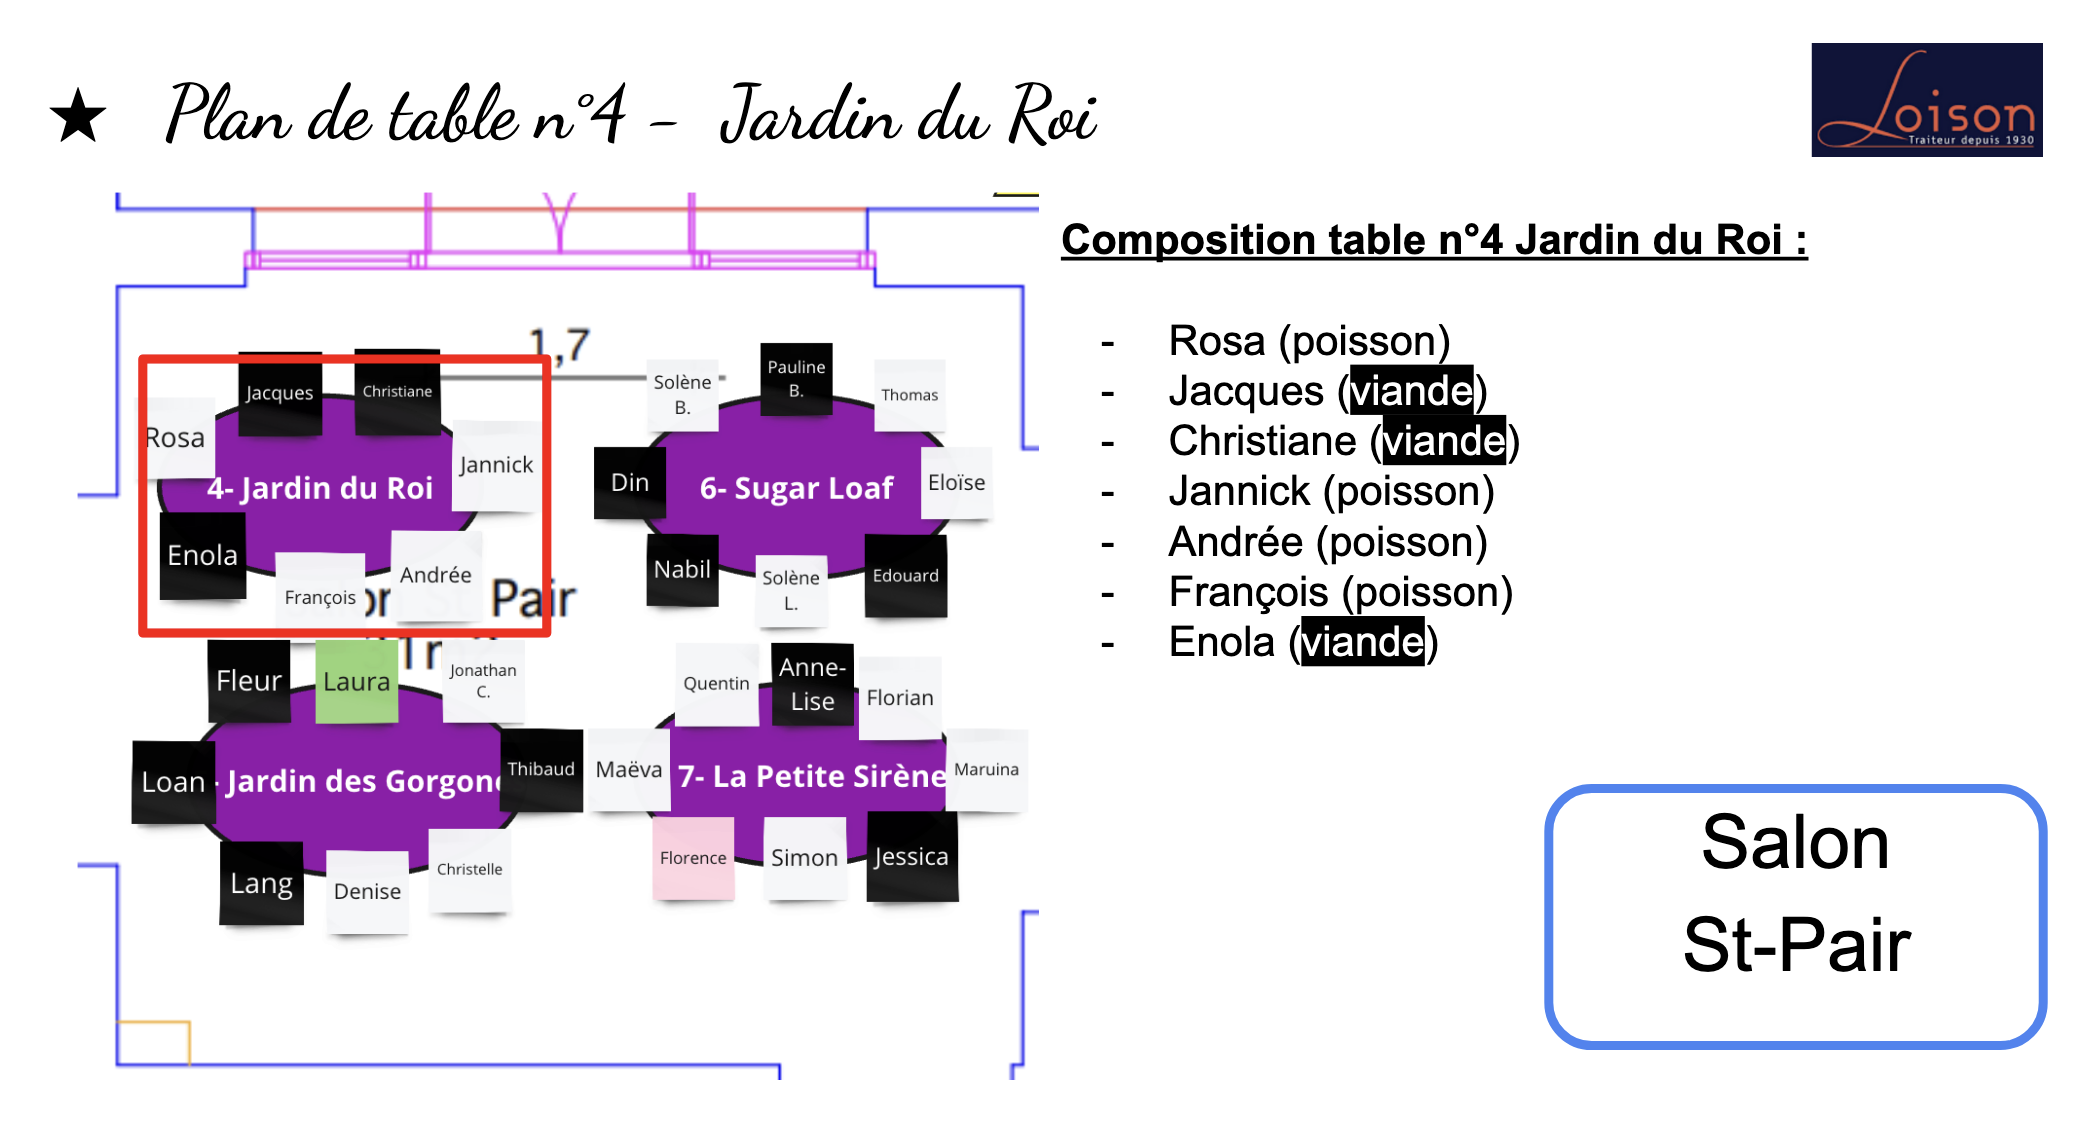 ★ Plan de table n°4 - Jardin du Roi
Loison
Traiteur depuis 1930
1,7
Jacques
Christiane
Rosa
Jannick
4- Jardin du Roi
Enola
François
Andrée
Pair
Solène
B.
Pauline
B.
Thomas
Din
6- Sugar Loaf
Eloïse
Nabil
Solène
L.
Edouard
Fleur
Laura
Jonathan
C.
Loan
- Jardin des Gorgon
Thibaud
Lang
Denise
Christelle
Quentin
Anne-
Lise
Florian
Maëva
7- La Petite Sirène
Maruina
Florence
Simon
Jessica
Composition table n°4 Jardin du Roi :
- Rosa (poisson)
- Jacques (viande)
- Christiane (viande)
- Jannick (poisson)
- Andrée (poisson)
- François (poisson)
- Enola (viande)
Salon
St-Pair